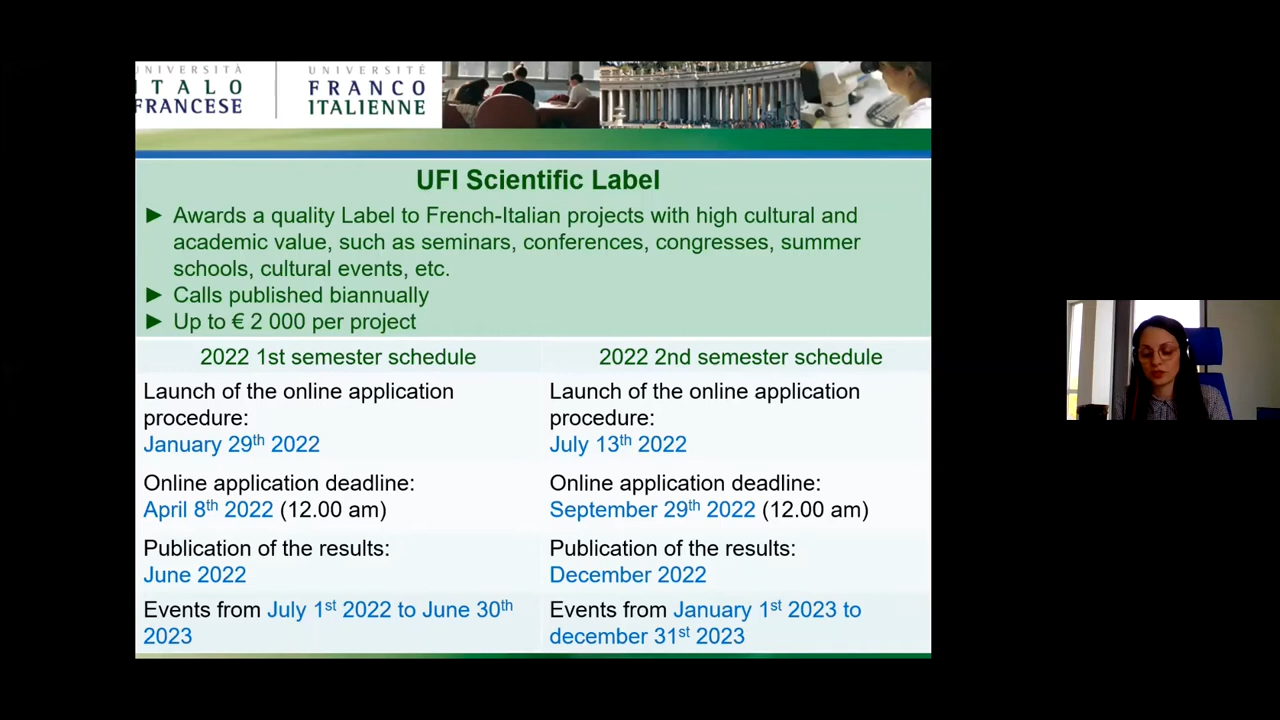 UNIVERSITÀ
ITALO
FRANCESE
UNIVERSITÉ
FRANCO
ITALIENNE
UFI Scientific Label
► Awards a quality Label to French-Italian projects with high cultural and
academic value, such as seminars, conferences, congresses, summer
schools, cultural events, etc.
► Calls published biannually
► Up to € 2 000 per project
2022 1st semester schedule
Launch of the online application
procedure:
January 29th 2022
Online application deadline:
April 8th 2022 (12.00 am)
Publication of the results:
June 2022
Events from July 1st 2022 to June 30th
2023
2022 2nd semester schedule
Launch of the online application
procedure:
July 13th 2022
Online application deadline:
September 29th 2022 (12.00 am)
Publication of the results:
December 2022
Events from January 1st 2023 to
december 31st 2023